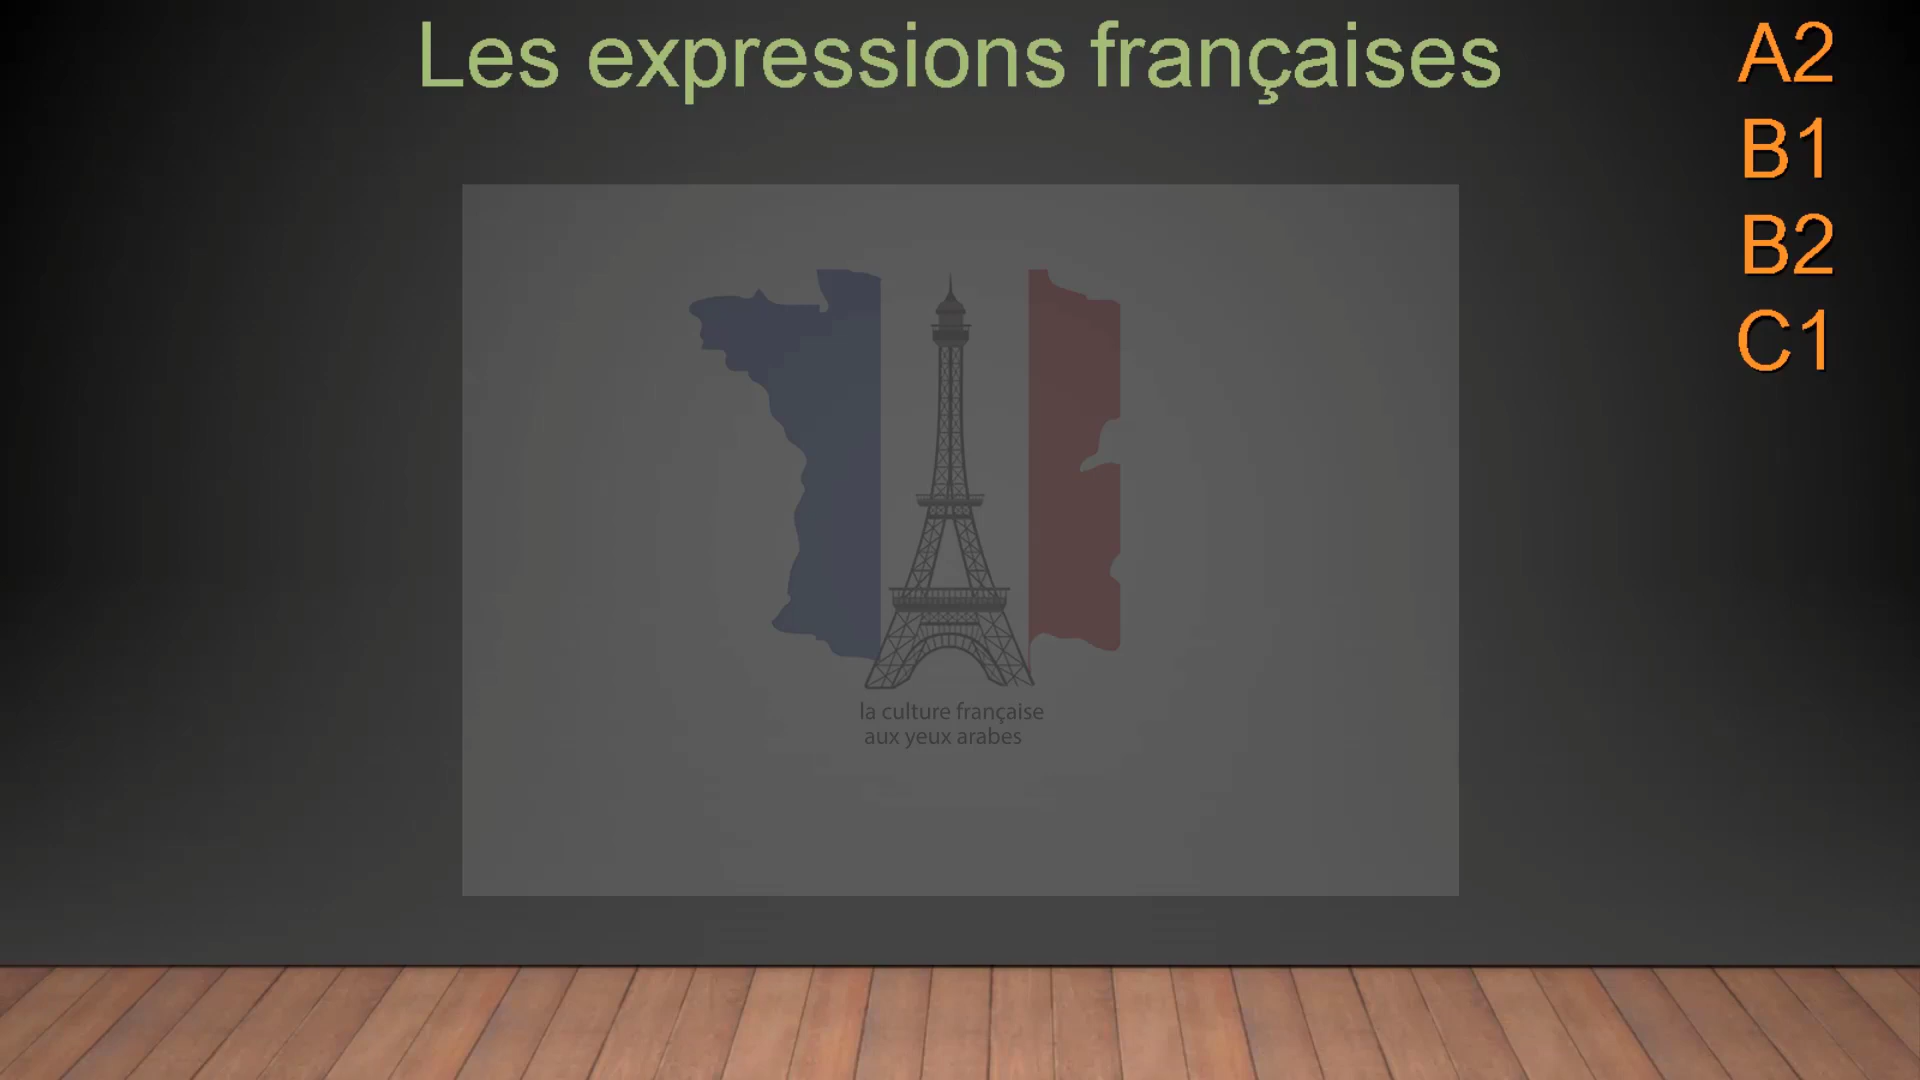 Les expressions françaises
A2
B1
B2
C1
la culture française
aux yeux arabes